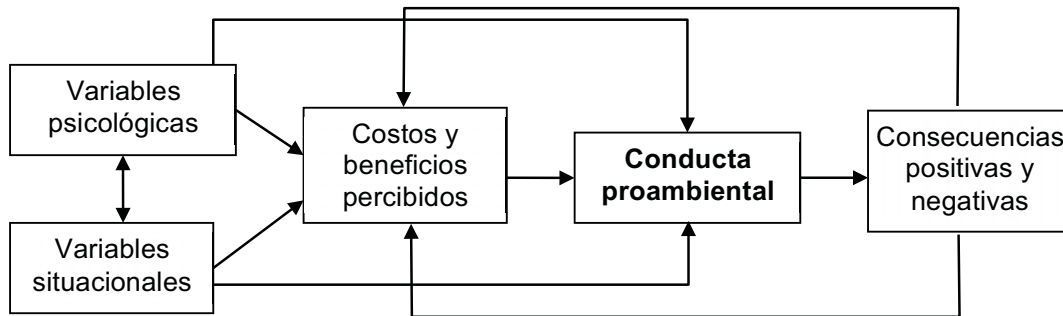 Variables
psicológicas
Variables
situacionales
Costos y
beneficios
percibidos
Conducta
proambiental
Consecuencias
positivas y
negativas